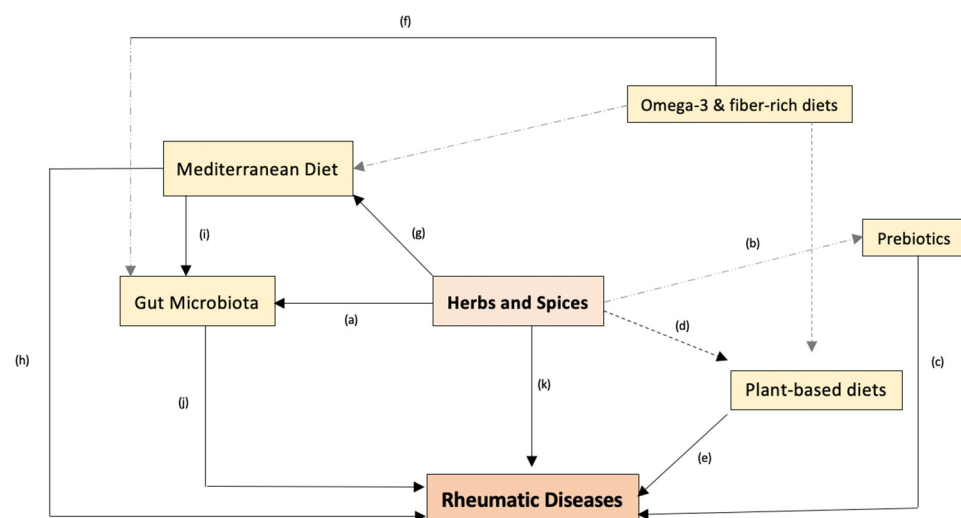 (f)
Omega-3 & fiber-rich diets
Mediterranean Diet
(g)
(i)
(b)
Prebiotics
Gut Microbiota
Herbs and Spices
(a)
(d)
(h)
(c)
(k)
Plant-based diets
(j)
(e)
Rheumatic Diseases